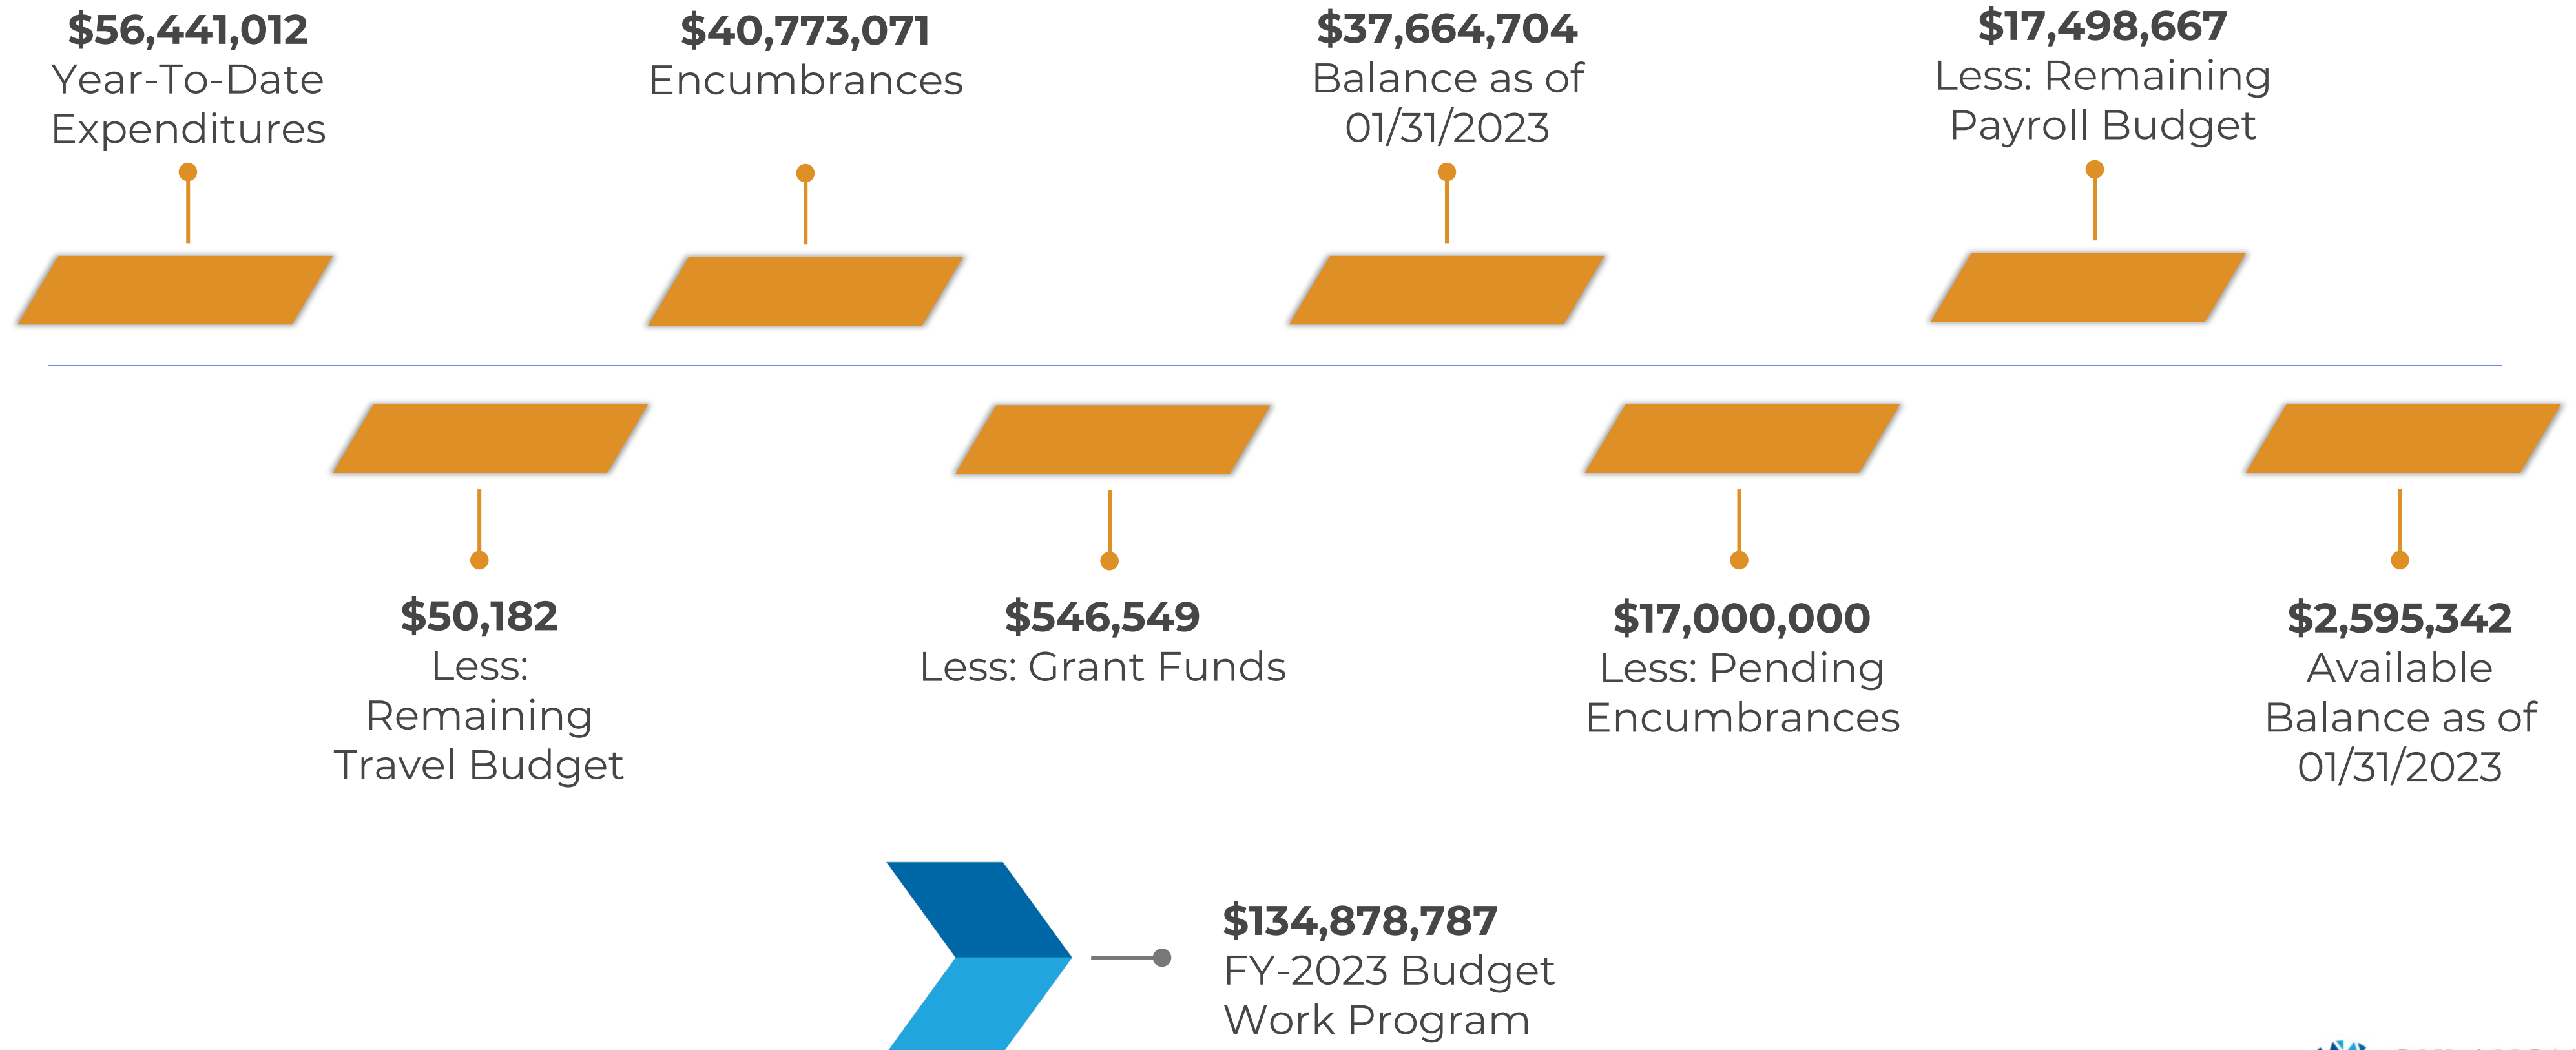 $56,441,012
Year-To-Date
Expenditures
$40,773,071
Encumbrances
$37,664,704
Balance as of
01/31/2023
$17,498,667
Less: Remaining
Payroll Budget
$50,182
Less:
Remaining
Travel Budget
$546,549
Less: Grant Funds
$17,000,000
Less: Pending
Encumbrances
$2,595,342
Available
Balance as of
01/31/2023
$134,878,787
FY-2023 Budget
Work Program